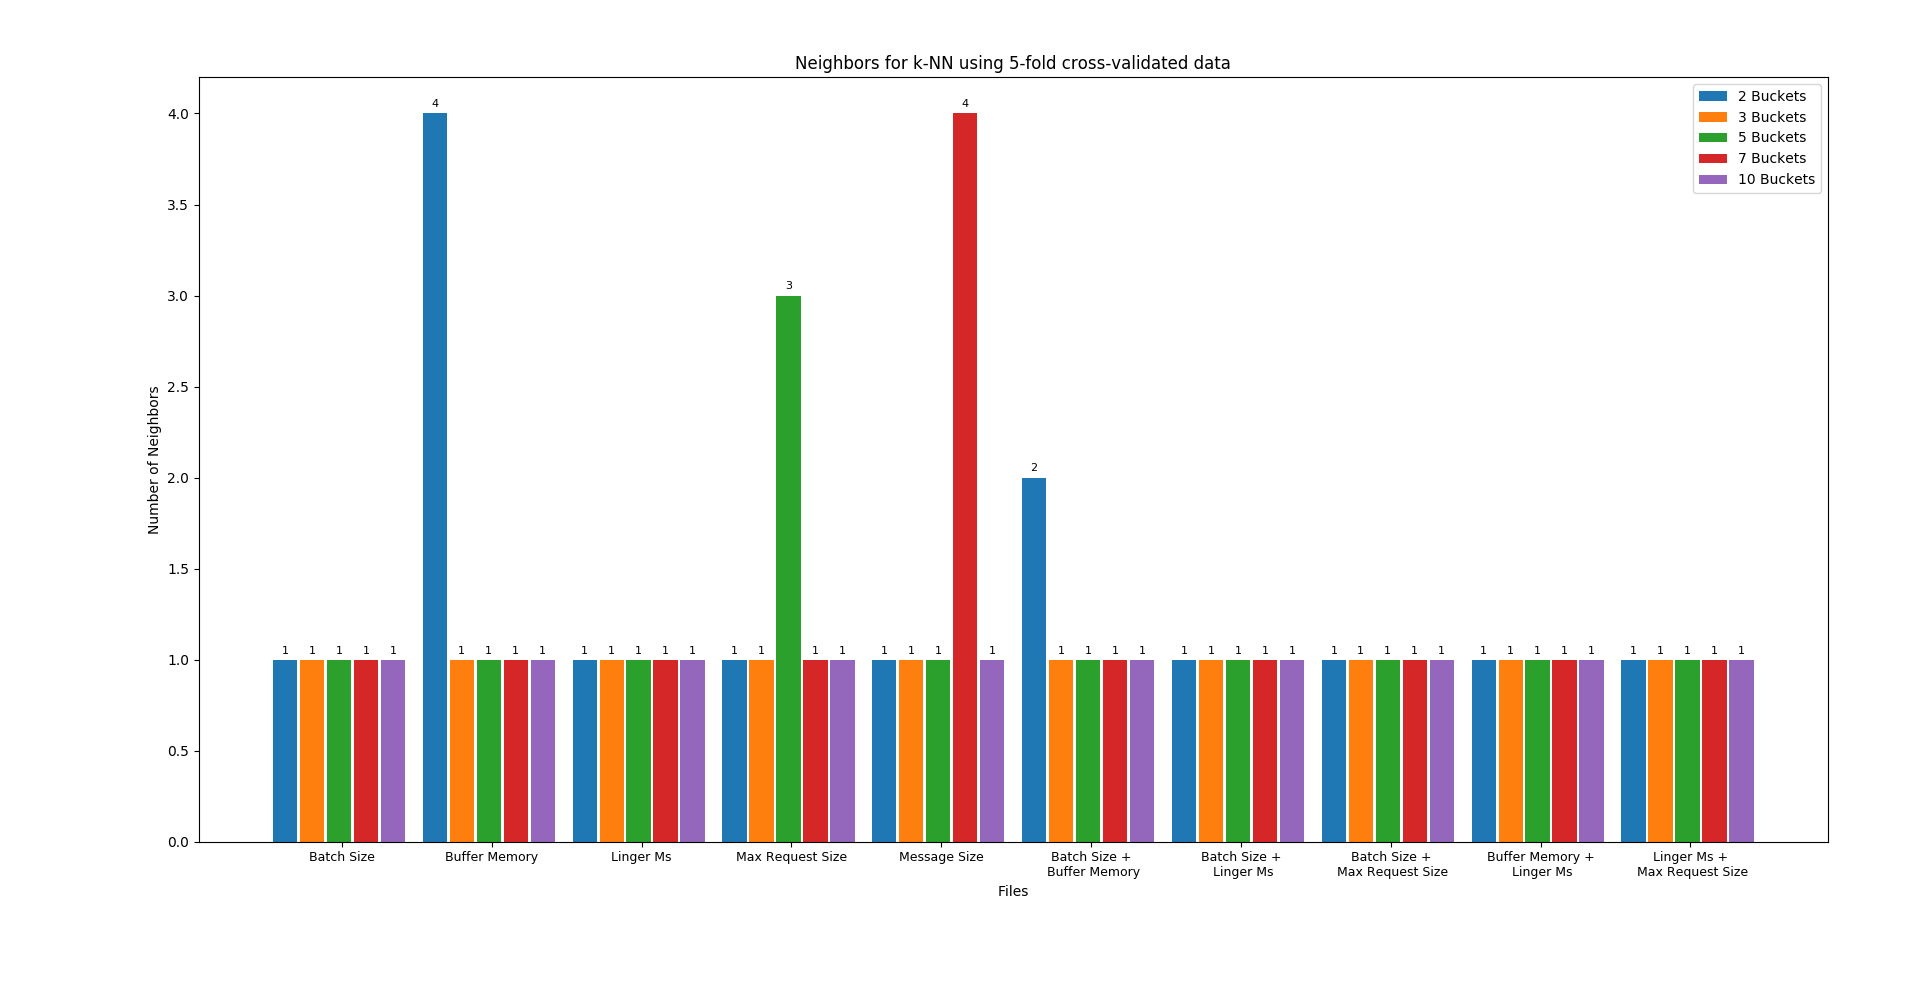 Neighbors for k-NN using 5-fold cross-validated data
2 Buckets
3 Buckets
5 Buckets
7 Buckets
10 Buckets
Number of Neighbors
4.0
3.5
3.0
2.5
2.0
1.5
1.0
0.5
0.0
1 1 1 1 1
4 1 1 1 1
1 1 1 1 1
1 1 3 1 1
1 1 1 4 1
2 1 1 1 1
1 1 1 1 1
1 1 1 1 1
1 1 1 1 1
1 1 1 1 1
Batch Size
Buffer Memory
Linger Ms
Max Request Size
Message Size
Batch Size +
Buffer Memory
Batch Size +
Linger Ms
Batch Size +
Max Request Size
Buffer Memory +
Linger Ms
Linger Ms +
Max Request Size
Files